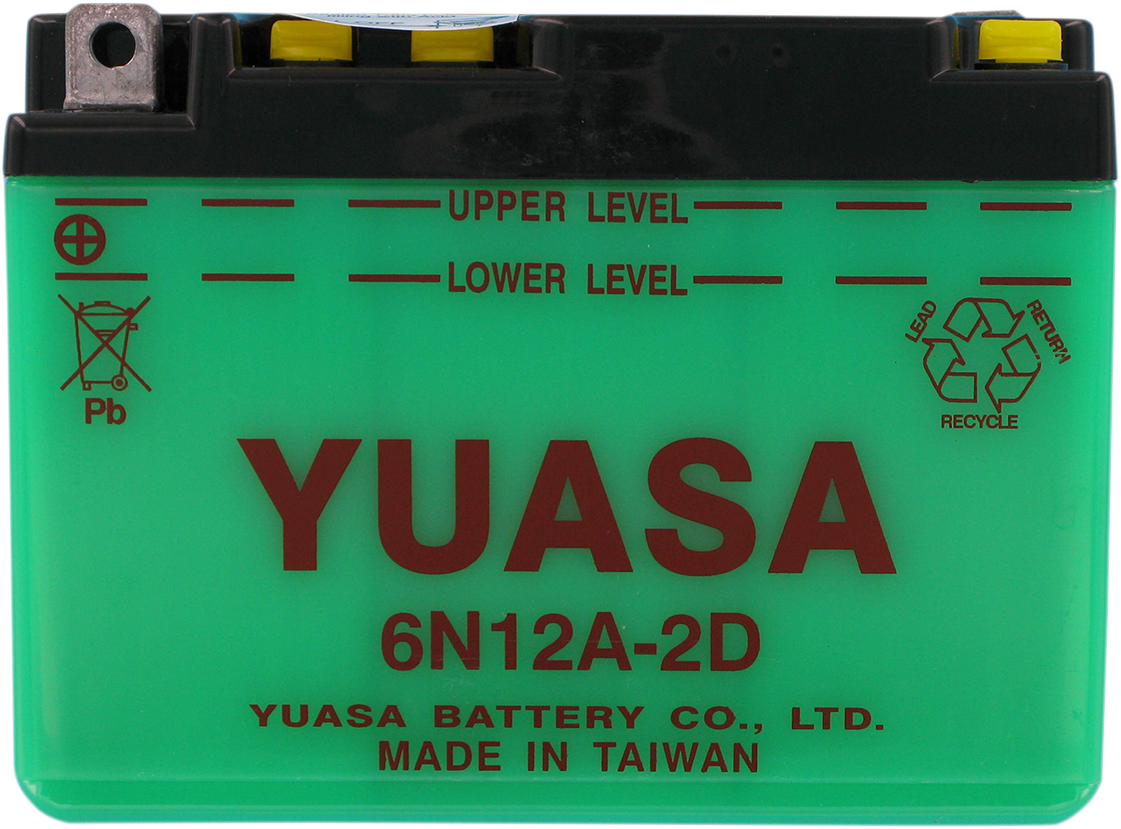 UPPER LEVEL
LOWER LEVEL
LEAD
RETURN
RECYCLE
Pb
YUASA
6N12A-2D
YUASA BATTERY CO., LTD.
MADE IN TAIWAN